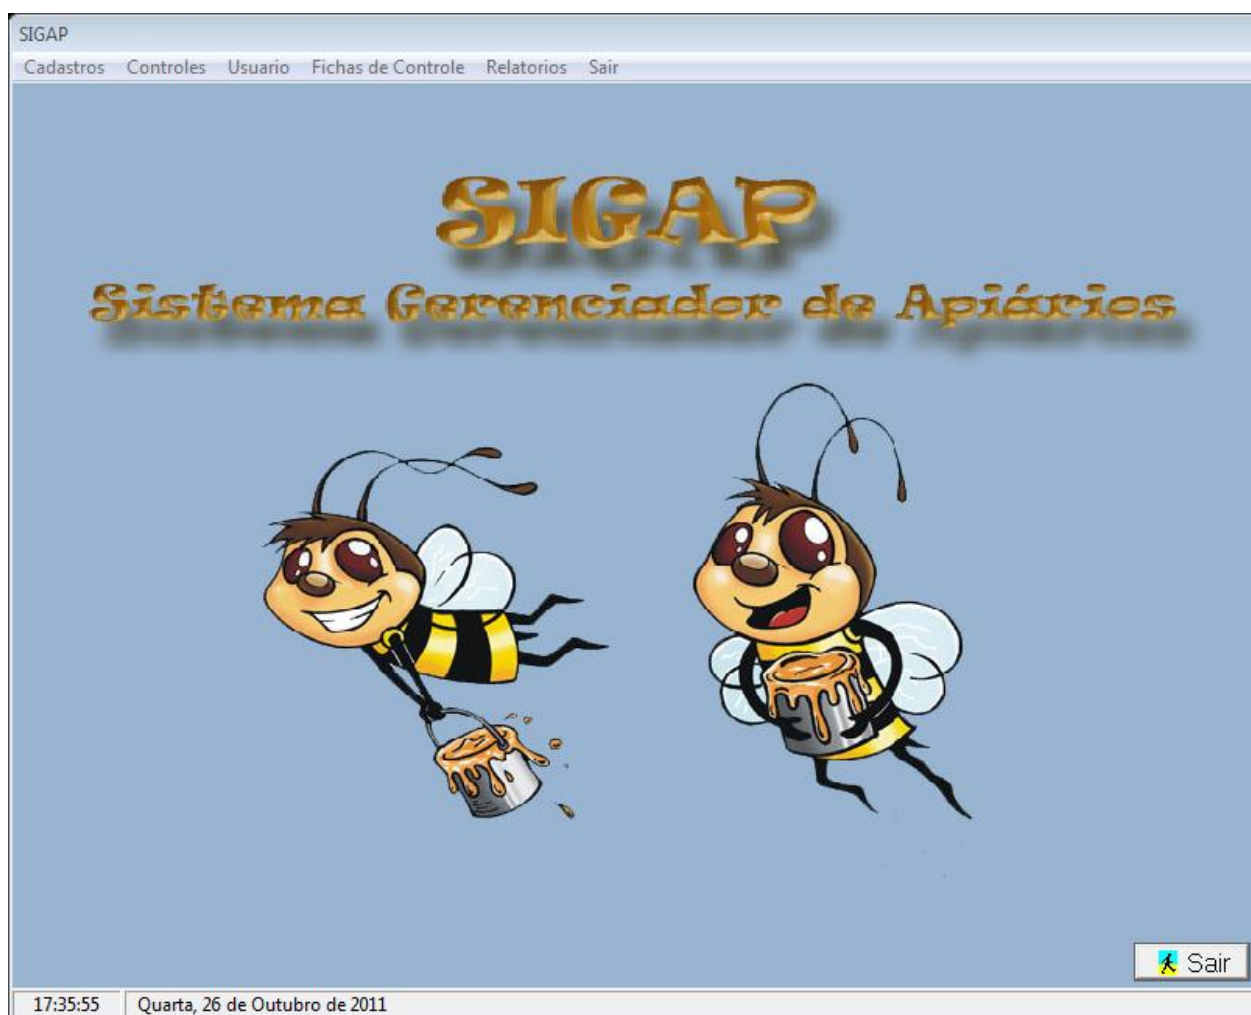 SIGAP
Cadastros Controles Usuario Fichas de Controle Relatorios Sair
SIGAP
Sistema Gerenciador de Apiários
Sair
17:35:55 Quarta, 26 de Outubro de 2011